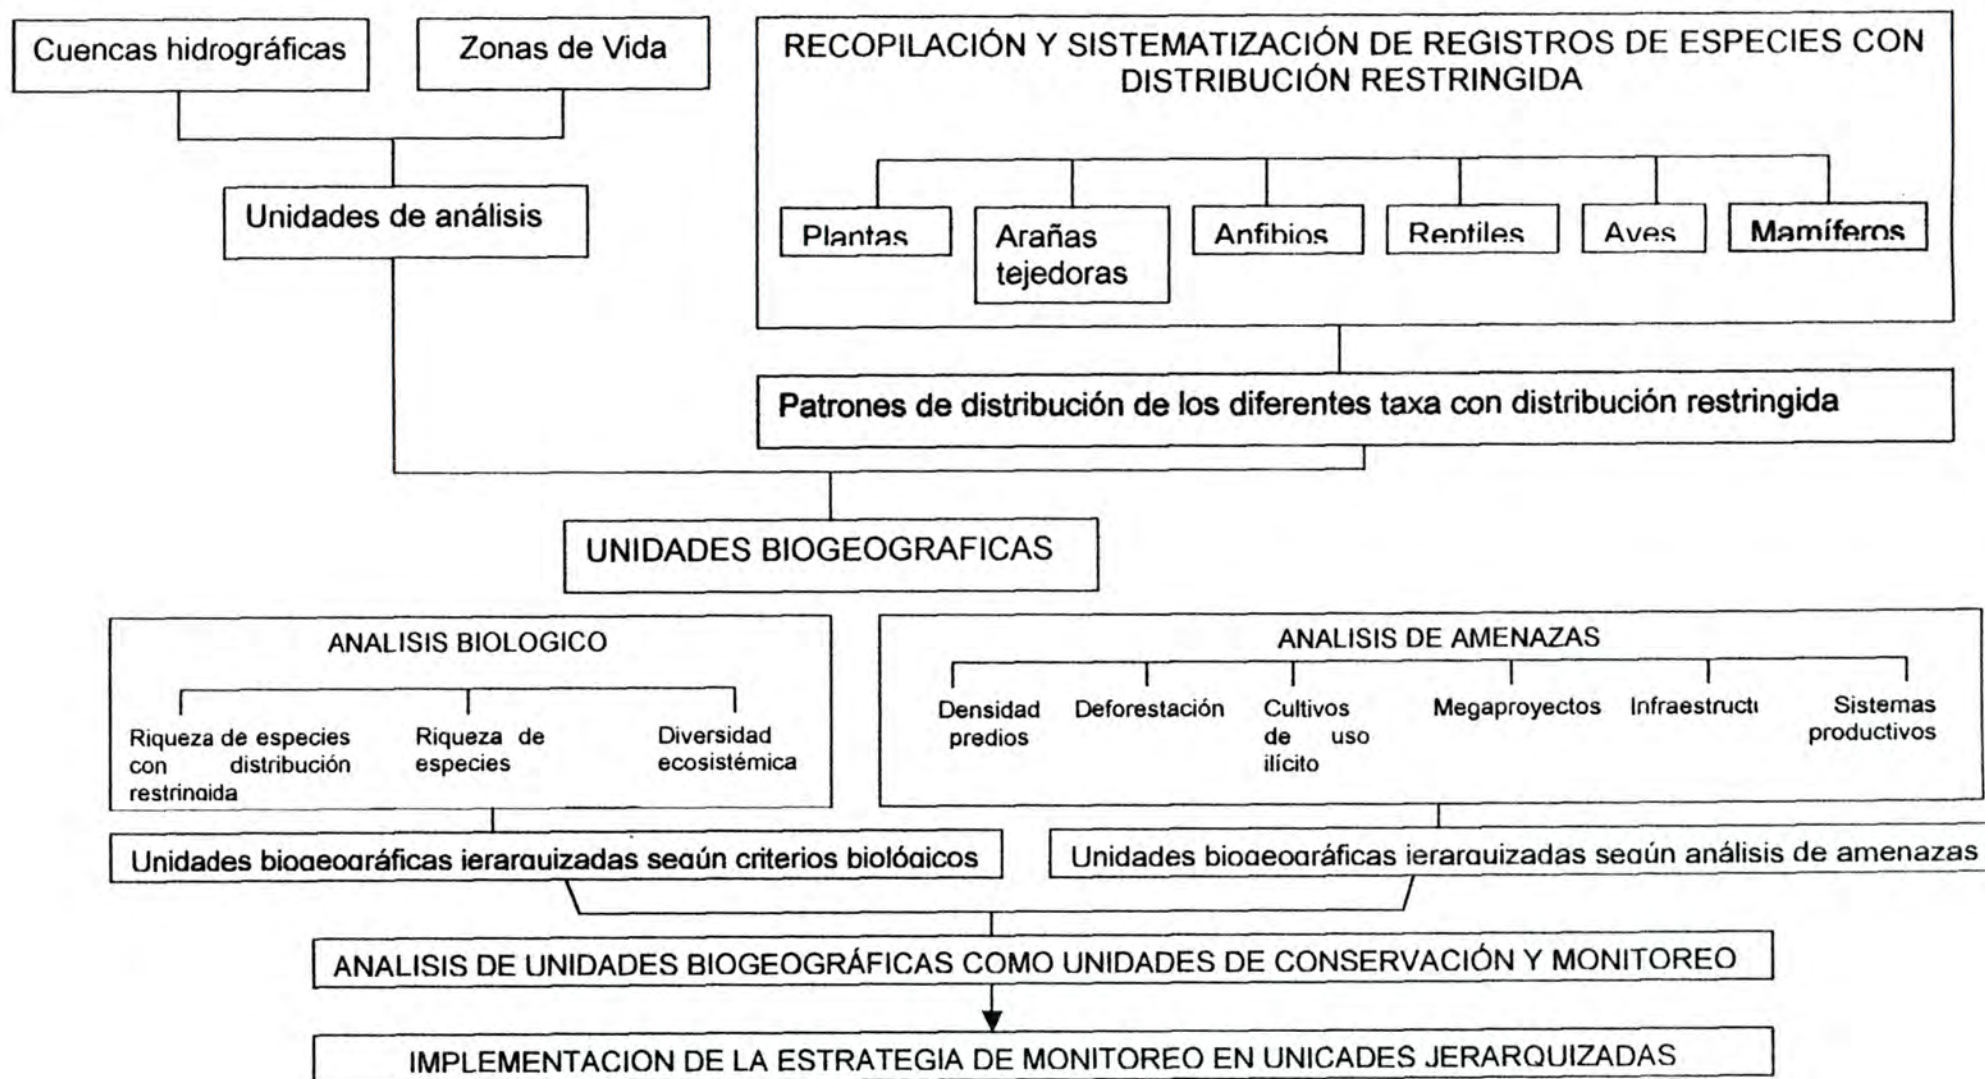 Cuencas hidrográficas
Zonas de Vida
Unidades de análisis
RECOPILACIÓN Y SISTEMATIZACIÓN DE REGISTROS DE ESPECIES CON
DISTRIBUCIÓN RESTRINGIDA
Plantas
Arañas
tejedoras
Anfibios
Reptiles
Aves
Mamíferos
Patrones de distribución de los diferentes taxa con distribución restringida
UNIDADES BIOGEOGRAFICAS
ANALISIS BIOLOGICO
Riqueza de especies
con distribución
restringida
Riqueza de
especies
Diversidad
ecosistémica
ANALISIS DE AMENAZAS
Densidad
predios
Deforestación
Cultivos
de uso
ilícito
Megaproyectos
Infraestructu
Sistemas
productivos
Unidades biogeográficas jerarquizadas según criterios biológicos
Unidades biogeográficas jerarquizadas según análisis de amenazas
ANALISIS DE UNIDADES BIOGEOGRÁFICAS COMO UNIDADES DE CONSERVACIÓN Y MONITOREO
IMPLEMENTACION DE LA ESTRATEGIA DE MONITOREO EN UNICADES JERARQUIZADAS